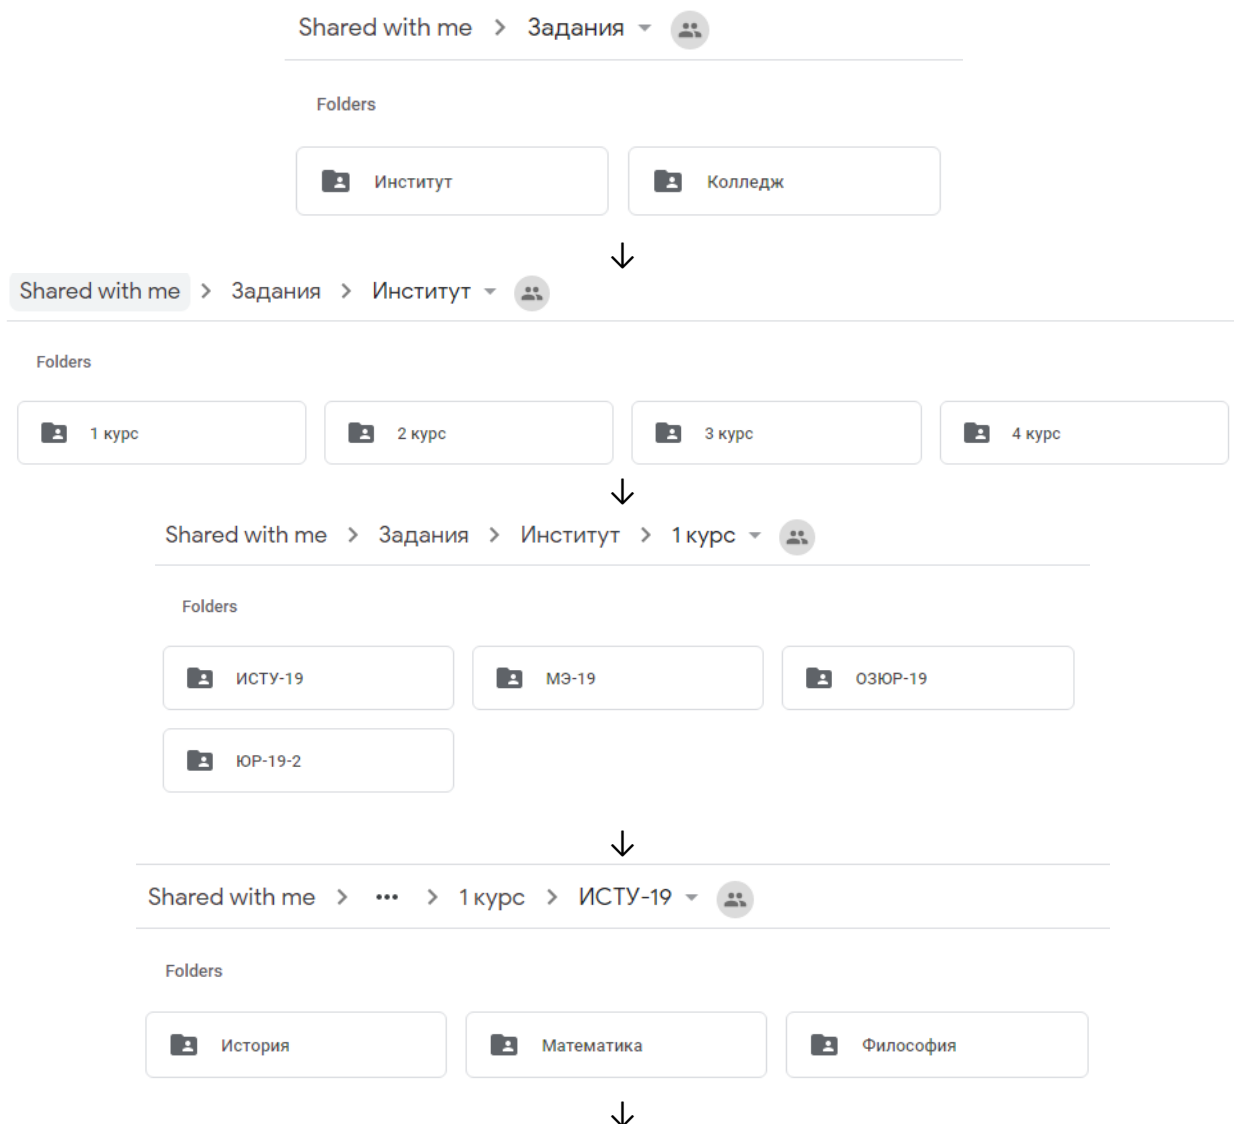 Shared with me > Задания
Folders
Институт Колледж
Shared with me > Задания > Институт
Folders
1 курс 2 курс 3 курс 4 курс
Shared with me > Задания > Институт > 1 курс
Folders
ИСТУ-19 МЭ-19 ОЗЮР-19
ЮР-19-2
Shared with me > ••• > 1 курс > ИСТУ-19
Folders
История Математика Философия